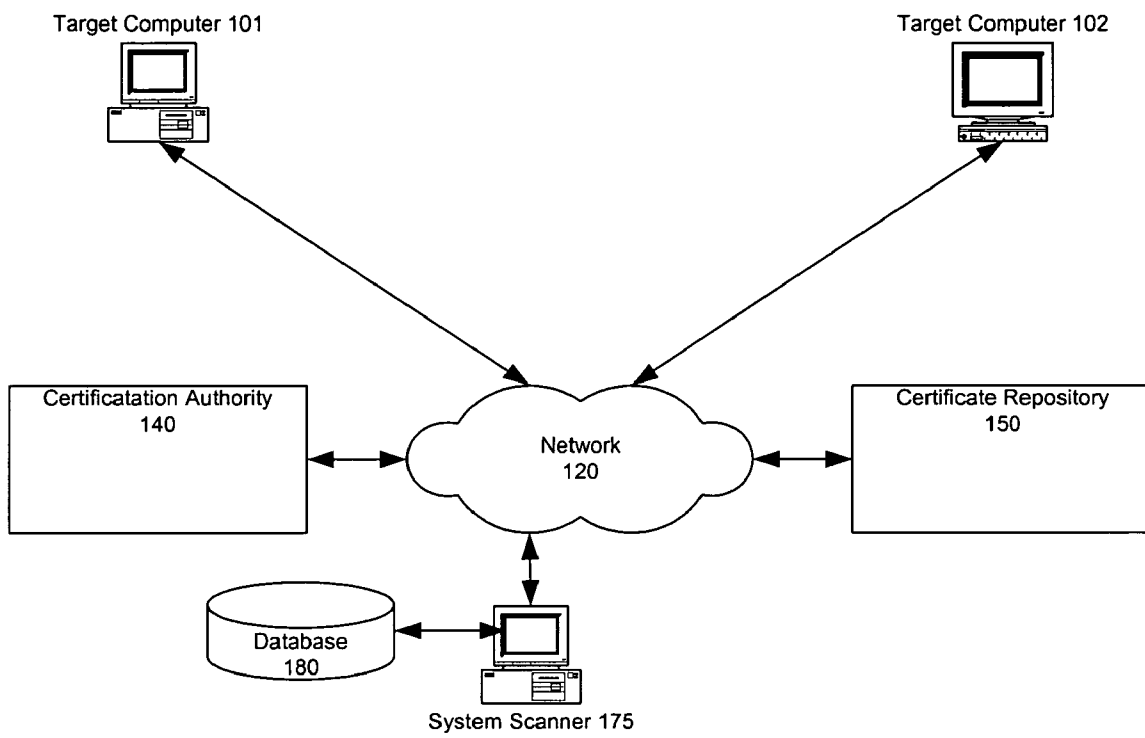 Target Computer 101
Target Computer 102
Certificatation Authority
140
Network
120
Certificate Repository
150
Database
180
System Scanner 175